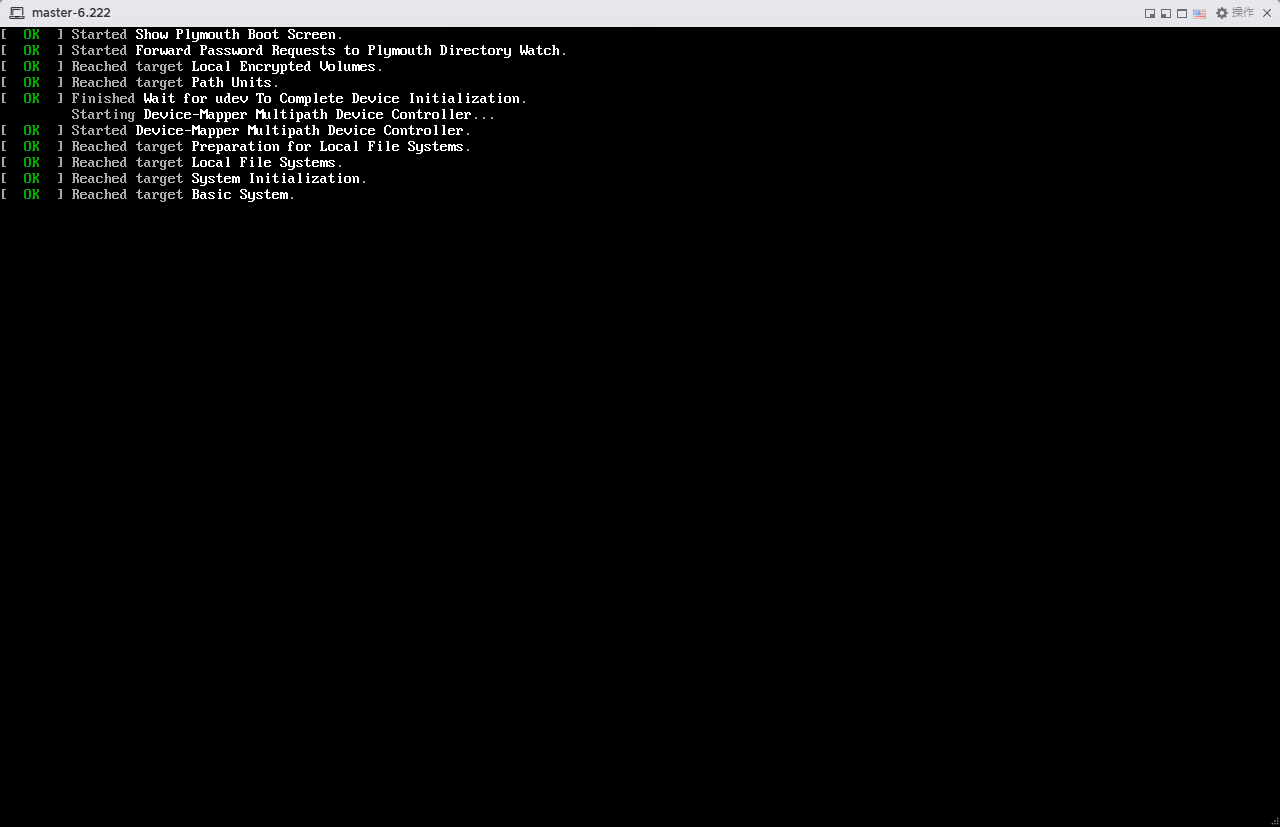 master-6.222 操作
[  OK  ] Started Show Plymouth Boot Screen.
[  OK  ] Started Forward Password Requests to Plymouth Directory Watch.
[  OK  ] Reached target Local Encrypted Volumes.
[  OK  ] Reached target Path Units.
[  OK  ] Finished Wait for udev To Complete Device Initialization.
         Starting Device-Mapper Multipath Device Controller...
[  OK  ] Started Device-Mapper Multipath Device Controller.
[  OK  ] Reached target Preparation for Local File Systems.
[  OK  ] Reached target Local File Systems.
[  OK  ] Reached target System Initialization.
[  OK  ] Reached target Basic System.